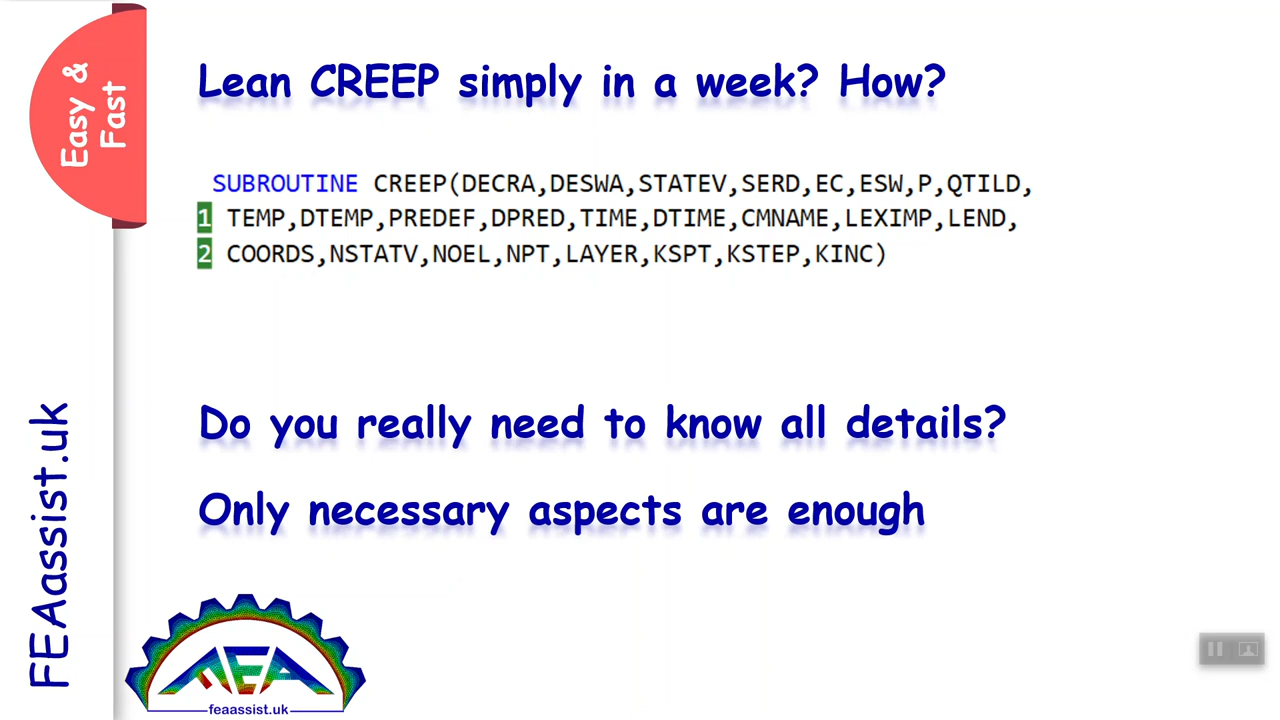 Easy &
Fast
Lean CREEP simply in a week? How?
SUBROUTINE CREEP(DECRA,DESWA,STATEV,SERD,EC,ESW,P,QTILD,
1 TEMP,DTEMP,PREDEF,DPRED,TIME,DTIME,CMNAME,LEXIMP,LEND,
2 COORDS,NSTATV,NOEL,NPT,LAYER,KSPT,KSTEP,KINC)
Do you really need to know all details?
Only necessary aspects are enough
FEAassist.uk
FEA
feaassist.uk